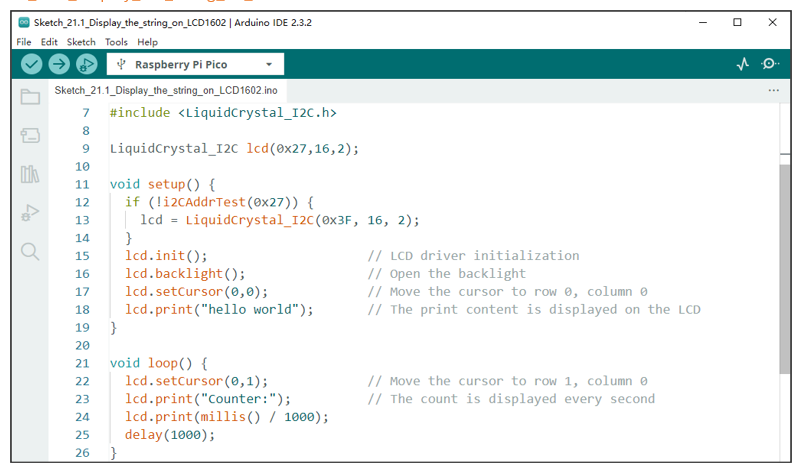 Sketch_21.1_Display_the_string_on_LCD1602 | Arduino IDE 2.3.2
File Edit Sketch Tools Help
Raspberry Pi Pico
Sketch_21.1_Display_the_string_on_LCD1602.ino
7 #include <LiquidCrystal_I2C.h>
8
9 LiquidCrystal_I2C lcd(0x27,16,2);
10
11 void setup() {
12 if (!i2CAddrTest(0x27)) {
13 lcd = LiquidCrystal_I2C(0x3F, 16, 2);
14 }
15 lcd.init(); // LCD driver initialization
16 lcd.backlight(); // Open the backlight
17 lcd.setCursor(0,0); // Move the cursor to row 0, column 0
18 lcd.print("hello world"); // The print content is displayed on the LCD
19 }
20
21 void loop() {
22 lcd.setCursor(0,1); // Move the cursor to row 1, column 0
23 lcd.print("Counter:"); // The count is displayed every second
24 lcd.print(millis() / 1000);
25 delay(1000);
26 }